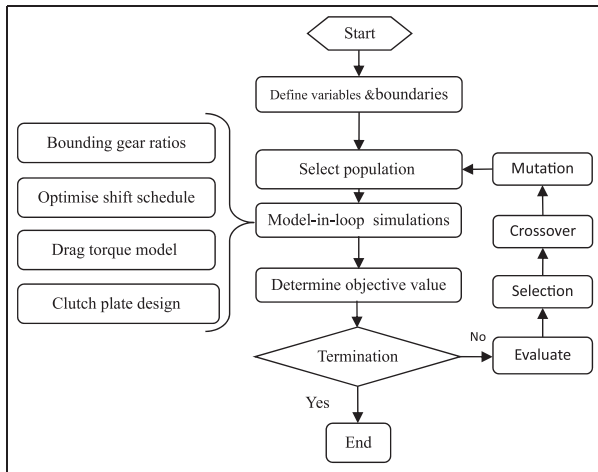 Start
Define variables &boundaries
Bounding gear ratios
Optimise shift schedule
Drag torque model
Clutch plate design
Select population
Model-in-loop simulations
Determine objective value
Termination
Yes
End
No
Evaluate
Selection
Crossover
Mutation